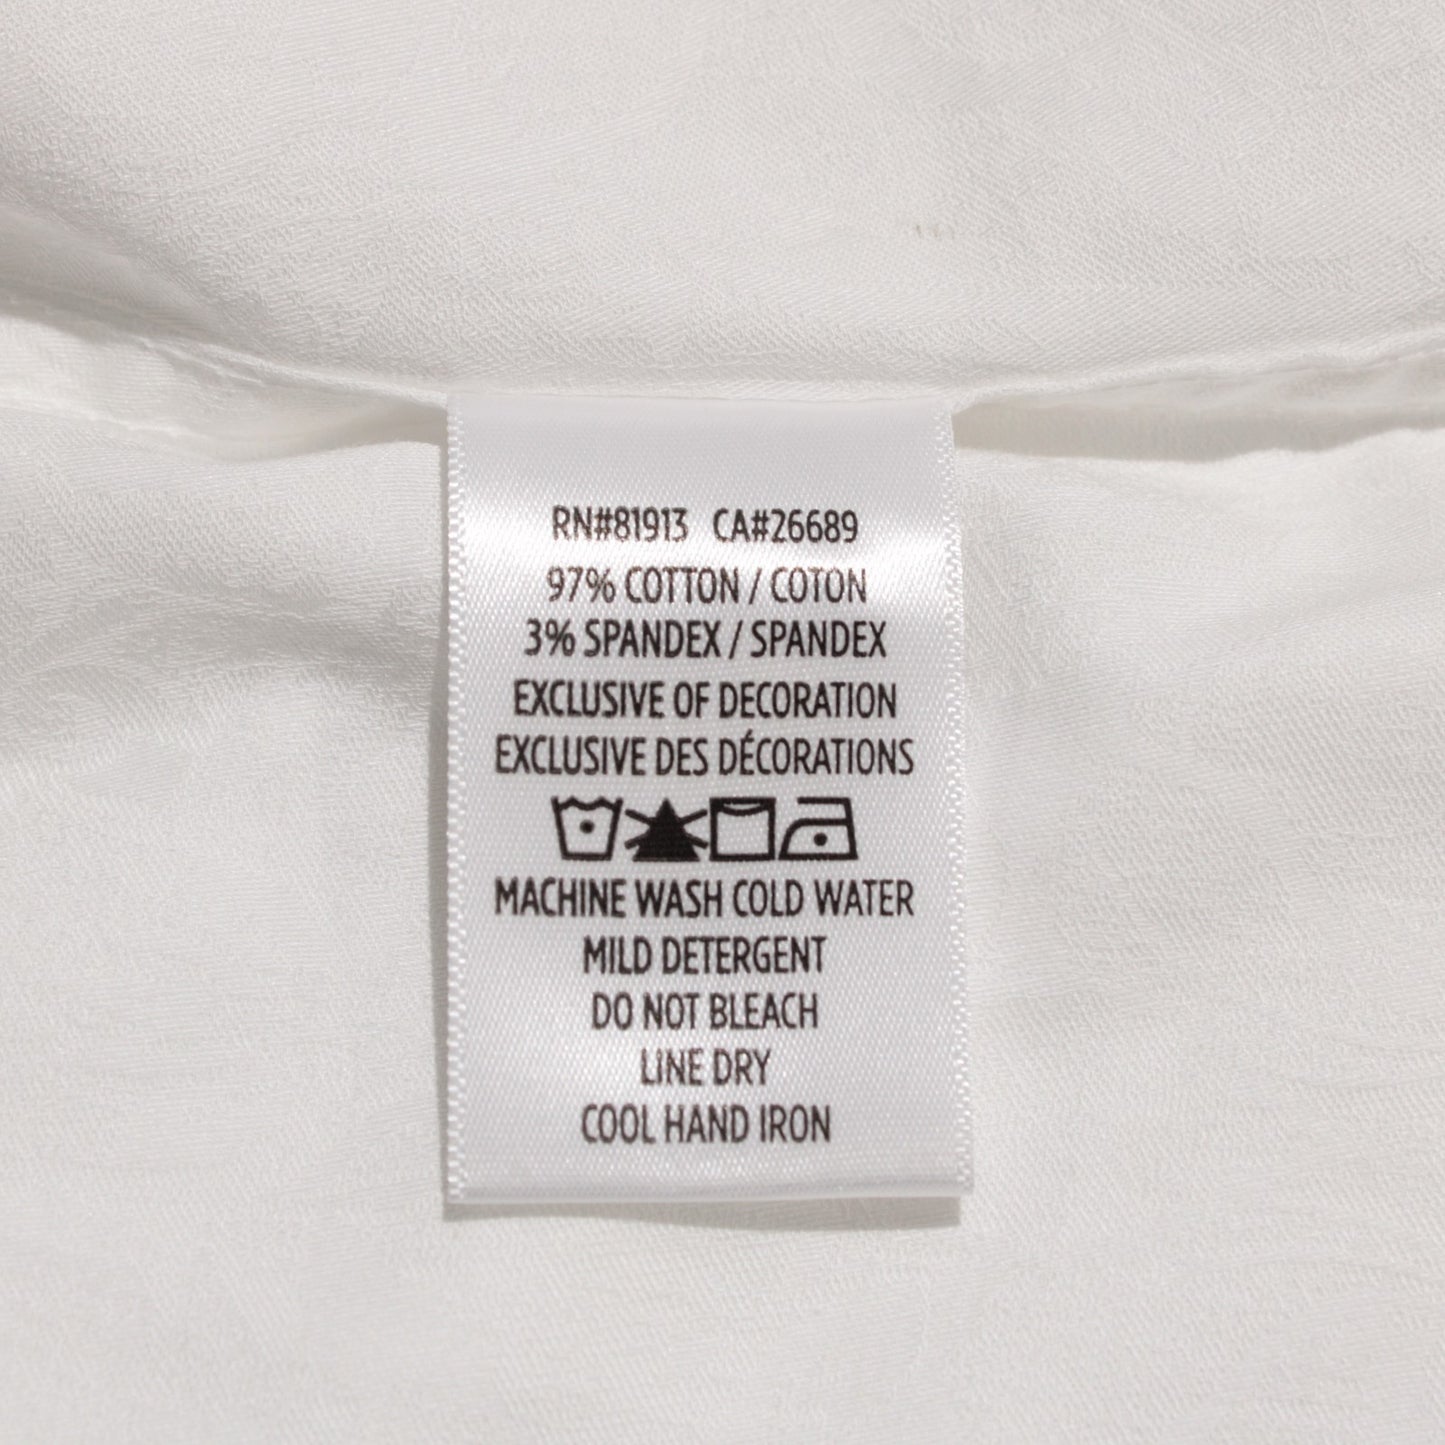 RN#81913 CA#26689
97% COTTON / COTON
3% SPANDEX / SPANDEX
EXCLUSIVE OF DECORATION
EXCLUSIVE DES DÉCORATIONS
MACHINE WASH COLD WATER
MILD DETERGENT
DO NOT BLEACH
LINE DRY
COOL HAND IRON